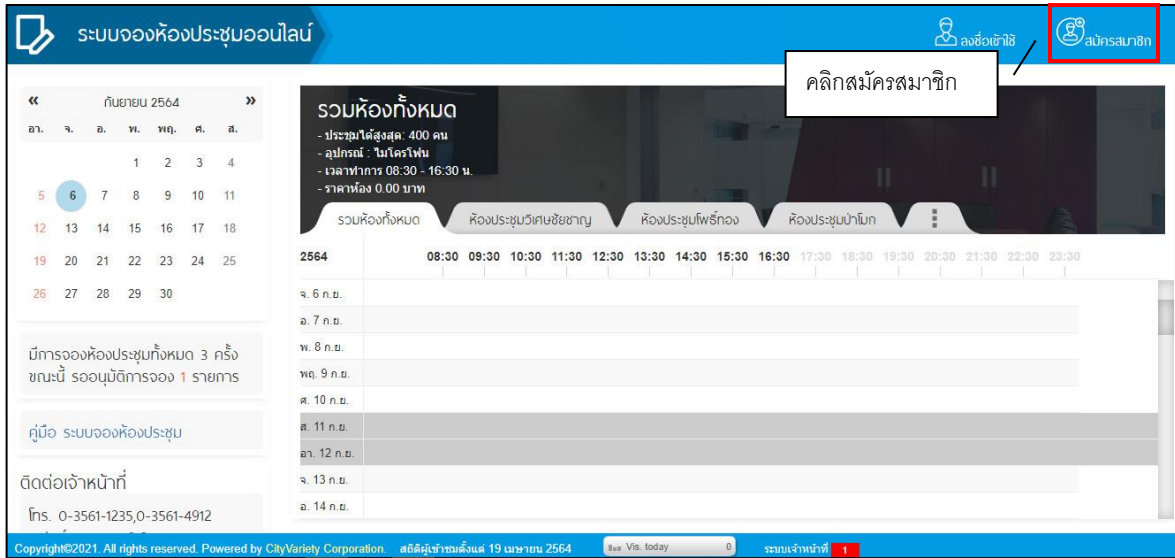 ระบบจองห้องประชุมออนไลน์
ลงชื่อเข้าใช้
สมัครสมาชิก
คลิกสมัครสมาชิก
« กันยายน 2564 »
อา. จ. อ. พ. พฤ. ศ. ส.
1 2 3 4
5 6 7 8 9 10 11
12 13 14 15 16 17 18
19 20 21 22 23 24 25
26 27 28 29 30
มีการจองห้องประชุมทั้งหมด 3 ครั้ง
ขณะนี้ รออนุมัติการจอง 1 รายการ
คู่มือ ระบบจองห้องประชุม
ติดต่อเจ้าหน้าที่
โทร. 0-3561-1235,0-3561-4912
รวมห้องทั้งหมด
- ประชุมได้สูงสุด: 400 คน
- อุปกรณ์ : ไมโครโฟน
- เวลาทำการ 08:30 - 16:30 น.
- ราคาห้อง 0.00 บาท
รวมห้องทั้งหมด ห้องประชุมวิเศษชัยชาญ ห้องประชุมโพธิ์ทอง ห้องประชุมป่าโมก
2564 08:30 09:30 10:30 11:30 12:30 13:30 14:30 15:30 16:30 17:30 18:30 19:30 20:30 21:30 22:30 23:30
จ. 6 ก.ย.
อ. 7 ก.ย.
พ. 8 ก.ย.
พฤ. 9 ก.ย.
ศ. 10 ก.ย.
ส. 11 ก.ย.
อา. 12 ก.ย.
จ. 13 ก.ย.
อ. 14 ก.ย.
Copyright©2021. All rights reserved. Powered by CityVariety Corporation. สถิติผู้เข้าชมตั้งแต่ 19 เมษายน 2564 Vis. today 0 ระบบเจ้าหน้าที่ 1